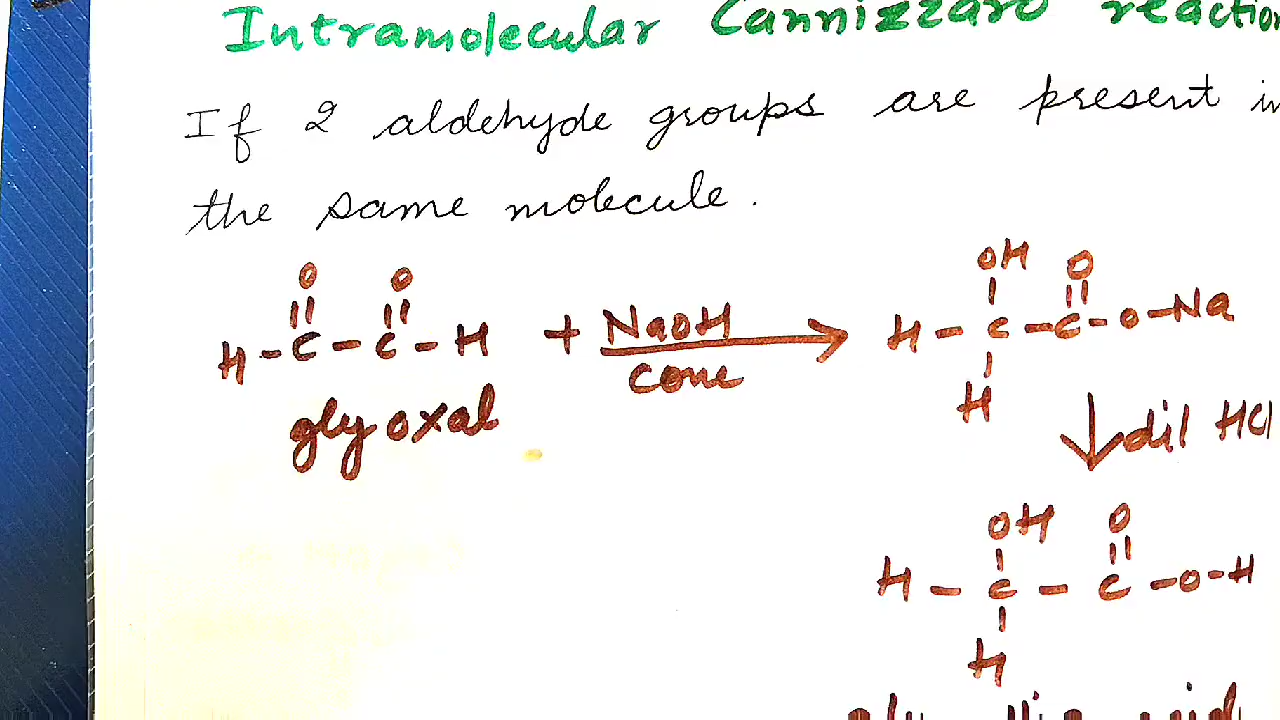 Intramolecular Cannizzaro reaction
If 2 aldehyde groups are present in
the same molecule.
O O OH O
|| || | ||
H - C - C - H + NaOH H - C - C - O - Na
conc |
glyoxal H
dil HCl
OH O
| ||
H - C - C - O - H
|
H